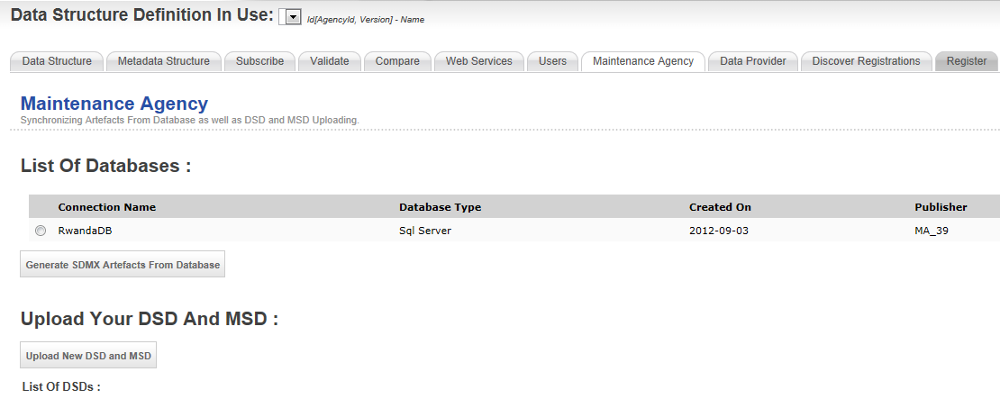 Data Structure Definition In Use: Id[AgencyId, Version] - Name
Data Structure Metadata Structure Subscribe Validate Compare Web Services Users Maintenance Agency Data Provider Discover Registrations Register
Maintenance Agency
Synchronizing Artefacts From Database as well as DSD and MSD Uploading.
List Of Databases :
Connection Name Database Type Created On Publisher
RwandaDB Sql Server 2012-09-03 MA_39
Generate SDMX Artefacts From Database
Upload Your DSD And MSD :
Upload New DSD and MSD
List Of DSDs :